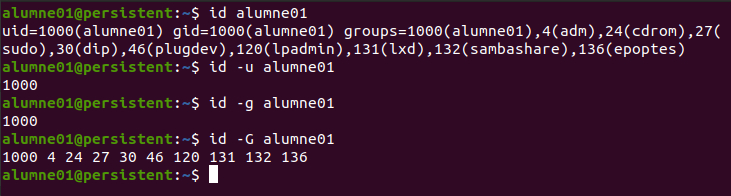 alumne01@persistent:~$ id alumne01
uid=1000(alumne01) gid=1000(alumne01) groups=1000(alumne01),4(adm),24(cdrom),27(
sudo),30(dip),46(plugdev),120(lpadmin),131(lxd),132(sambashare),136(epoptes)
alumne01@persistent:~$ id -u alumne01
1000
alumne01@persistent:~$ id -g alumne01
1000
alumne01@persistent:~$ id -G alumne01
1000 4 24 27 30 46 120 131 132 136
alumne01@persistent:~$